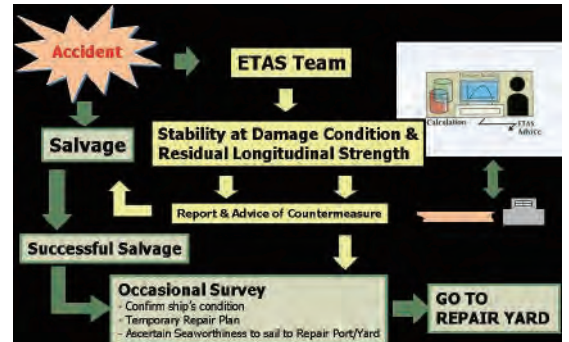 Accident
ETAS Team
Calculation
ETAS
Advice
Salvage
Stability at Damage Condition &
Residual Longitudinal Strength
Report & Advice of Countermeasure
Successful Salvage
Occasional Survey
- Confirm ship's condition
- Temporary Repair Plan
- Ascertain Seaworthiness to sail to Repair Port/Yard
GO TO
REPAIR YARD